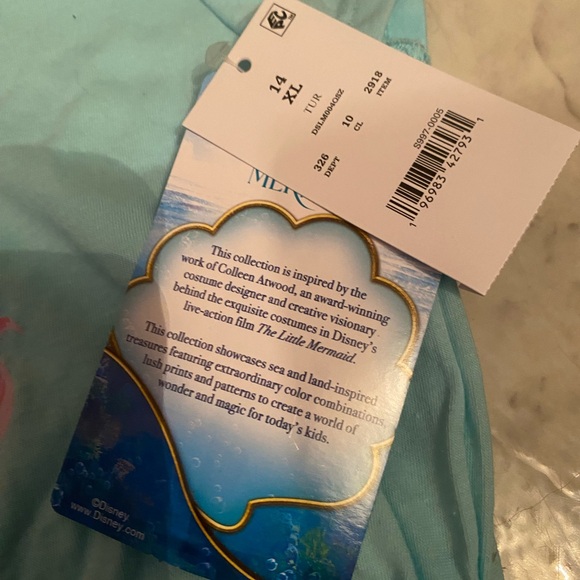 14
XL
TUR
DSLM004QSZ
2918
ITEM
10
CL
326
DEPT
S997-0005
1 96983 42793 1
This collection is inspired by the
work of Colleen Atwood, an award-winning
costume designer and creative visionary
behind the exquisite costumes in Disney's
live-action film The Little Mermaid.
This collection showcases sea and land-inspired
treasures featuring extraordinary color combinations,
lush prints and patterns to create a world of
wonder and magic for today's kids.
©Disney
www.Disney.com